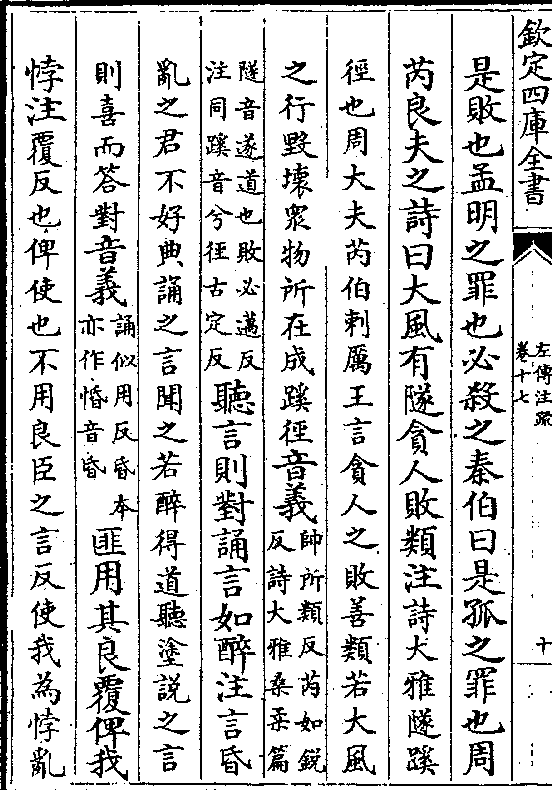 欽定四庫全書
左傳注疏
卷十七
十
是敗也孟明之罪也必殺之秦伯曰是孤之罪也周
芮良夫之詩曰大風有隧貪人敗類注詩大雅隧蹊
徑也周大夫芮伯刺厲王言貪人之敗善類若大風
之行毀壞衆物所在成蹊徑音義帥所類反芮如銳
反詩大雅桑柔篇
隧音遂道也敗必邁反
注同蹊音兮徑古定反聽言則對誦言如醉注言昏
亂之君不好典誦之言聞之若醉得道聽塗說之言
則喜而答對音義誦似用反昏本
亦作惛音昏匪用其良覆俾我
悖注覆反也俾使也不用良臣之言反使我為悖亂